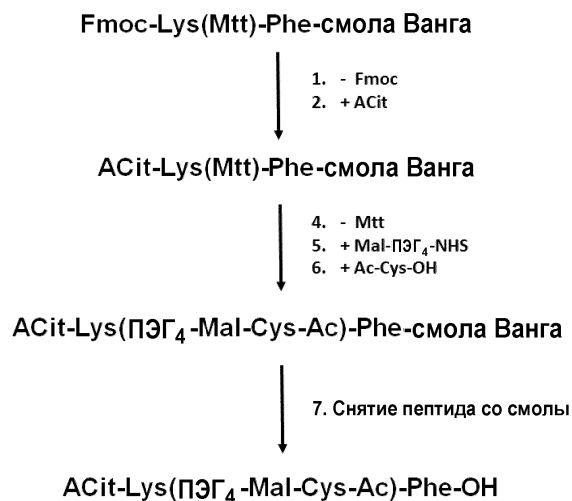 Fmoc-Lys(Mtt)-Phe-смола Ванга
1. - Fmoc
2. + ACit
ACit-Lys(Mtt)-Phe-смола Ванга
4. - Mtt
5. + Mal-ПЭГ₄-NHS
6. + Ac-Cys-OH
ACit-Lys(ПЭГ₄-Mal-Cys-Ac)-Phe-смола Ванга
7. Снятие пептида со смолы
ACit-Lys(ПЭГ₄-Mal-Cys-Ac)-Phe-OH